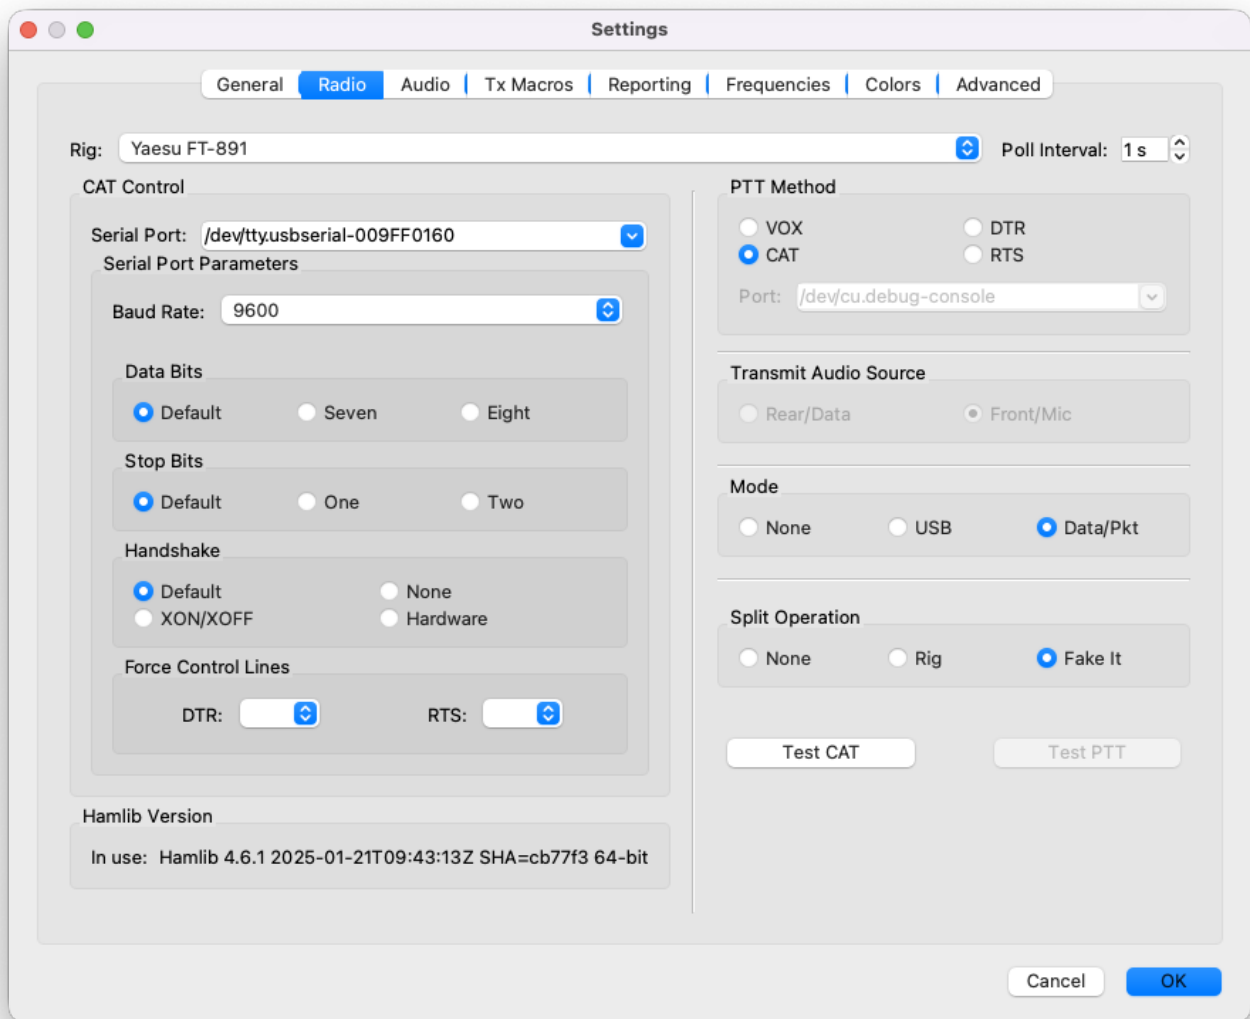 Settings
General Radio Audio Tx Macros Reporting Frequencies Colors Advanced
Rig: Yaesu FT-891 Poll Interval: 1 s
CAT Control
Serial Port: /dev/tty.usbserial-009FF0160
Serial Port Parameters
Baud Rate: 9600
Data Bits
Default Seven Eight
Stop Bits
Default One Two
Handshake
Default None
XON/XOFF Hardware
Force Control Lines
DTR: RTS:
Hamlib Version
In use: Hamlib 4.6.1 2025-01-21T09:43:13Z SHA=cb77f3 64-bit
PTT Method
VOX DTR
CAT RTS
Port: /dev/cu.debug-console
Transmit Audio Source
Rear/Data Front/Mic
Mode
None USB Data/Pkt
Split Operation
None Rig Fake It
Test CAT Test PTT
Cancel OK